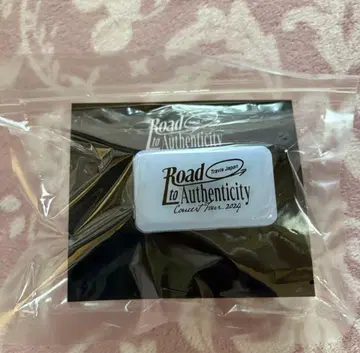 Road
to Authenticity
Road
Travis Japan
to Authenticity
Concert Tour 2024